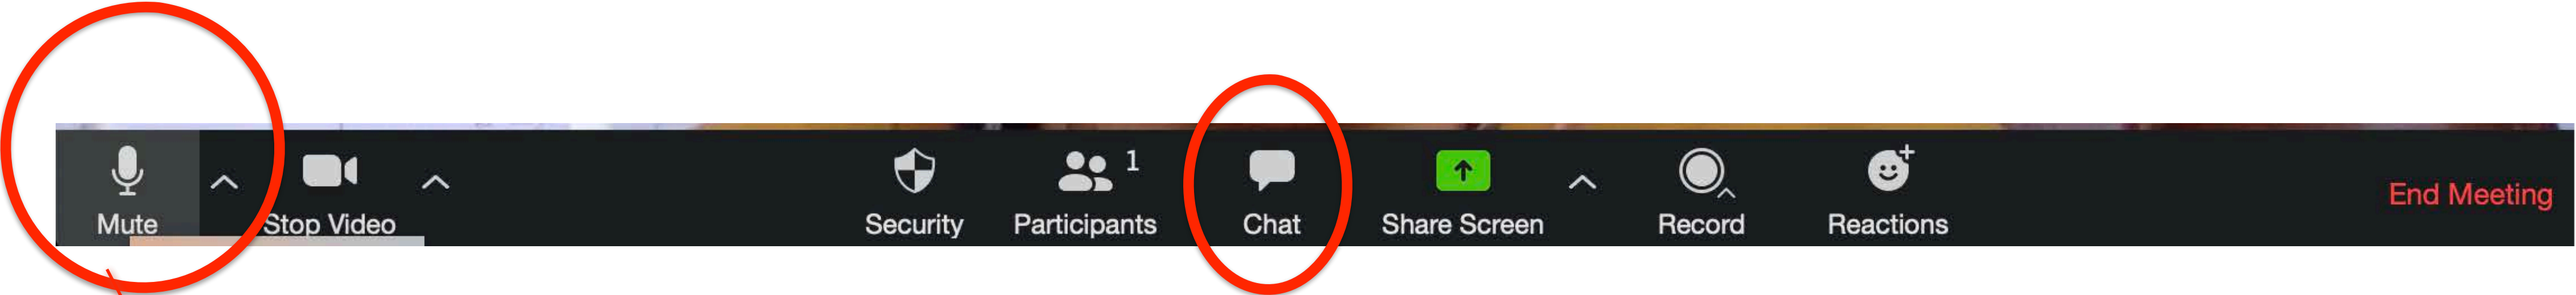 Mute
Stop Video
Security
Participants
1
Chat
Share Screen
Record
Reactions
End Meeting